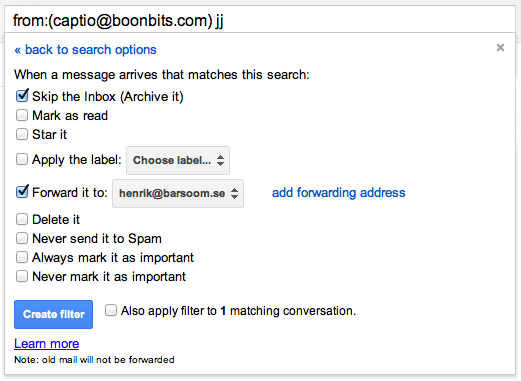 from:(captio@boonbits.com) jj
« back to search options
×
When a message arrives that matches this search:
Skip the Inbox (Archive it)
Mark as read
Star it
Apply the label: Choose label...
Forward it to: henrik@barsoom.se add forwarding address
Delete it
Never send it to Spam
Always mark it as important
Never mark it as important
Create filter Also apply filter to 1 matching conversation.
Learn more
Note: old mail will not be forwarded